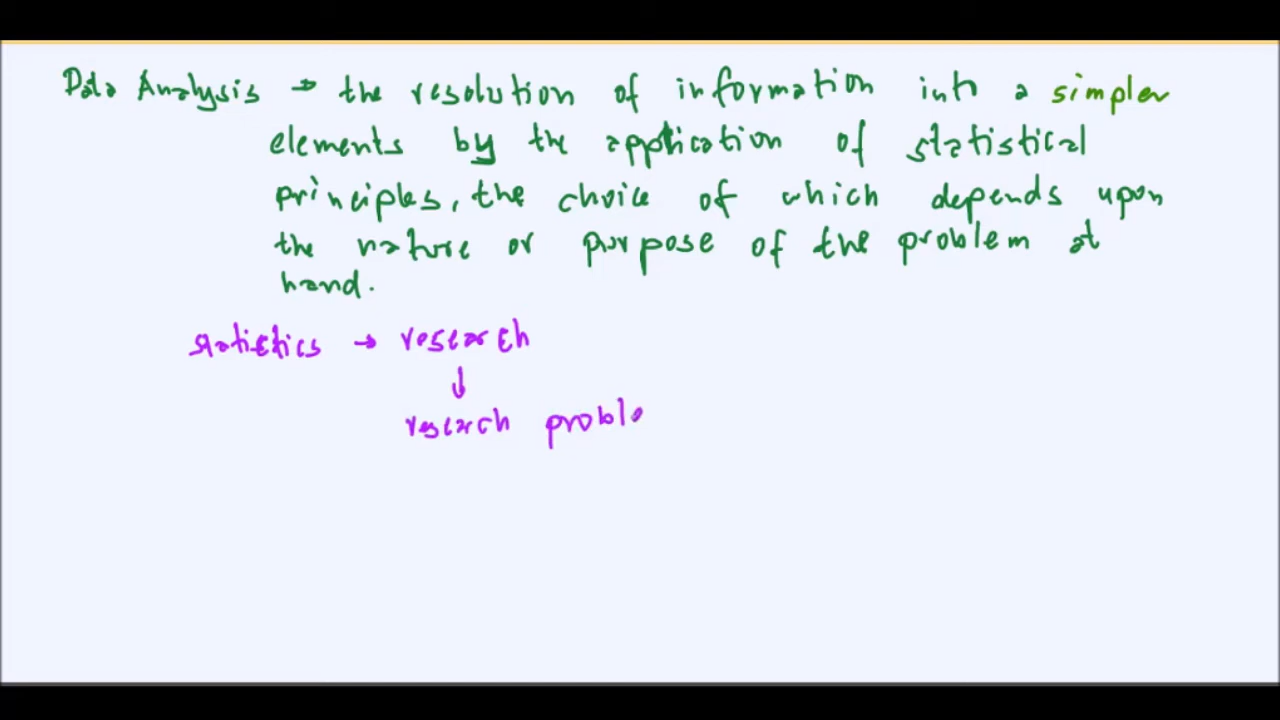 Data Analysis → the resolution of information into a simpler
elements by the application of statistical
principles, the choice of which depends upon
the nature or purpose of the problem at
hand.
statistics → research
↓
research proble